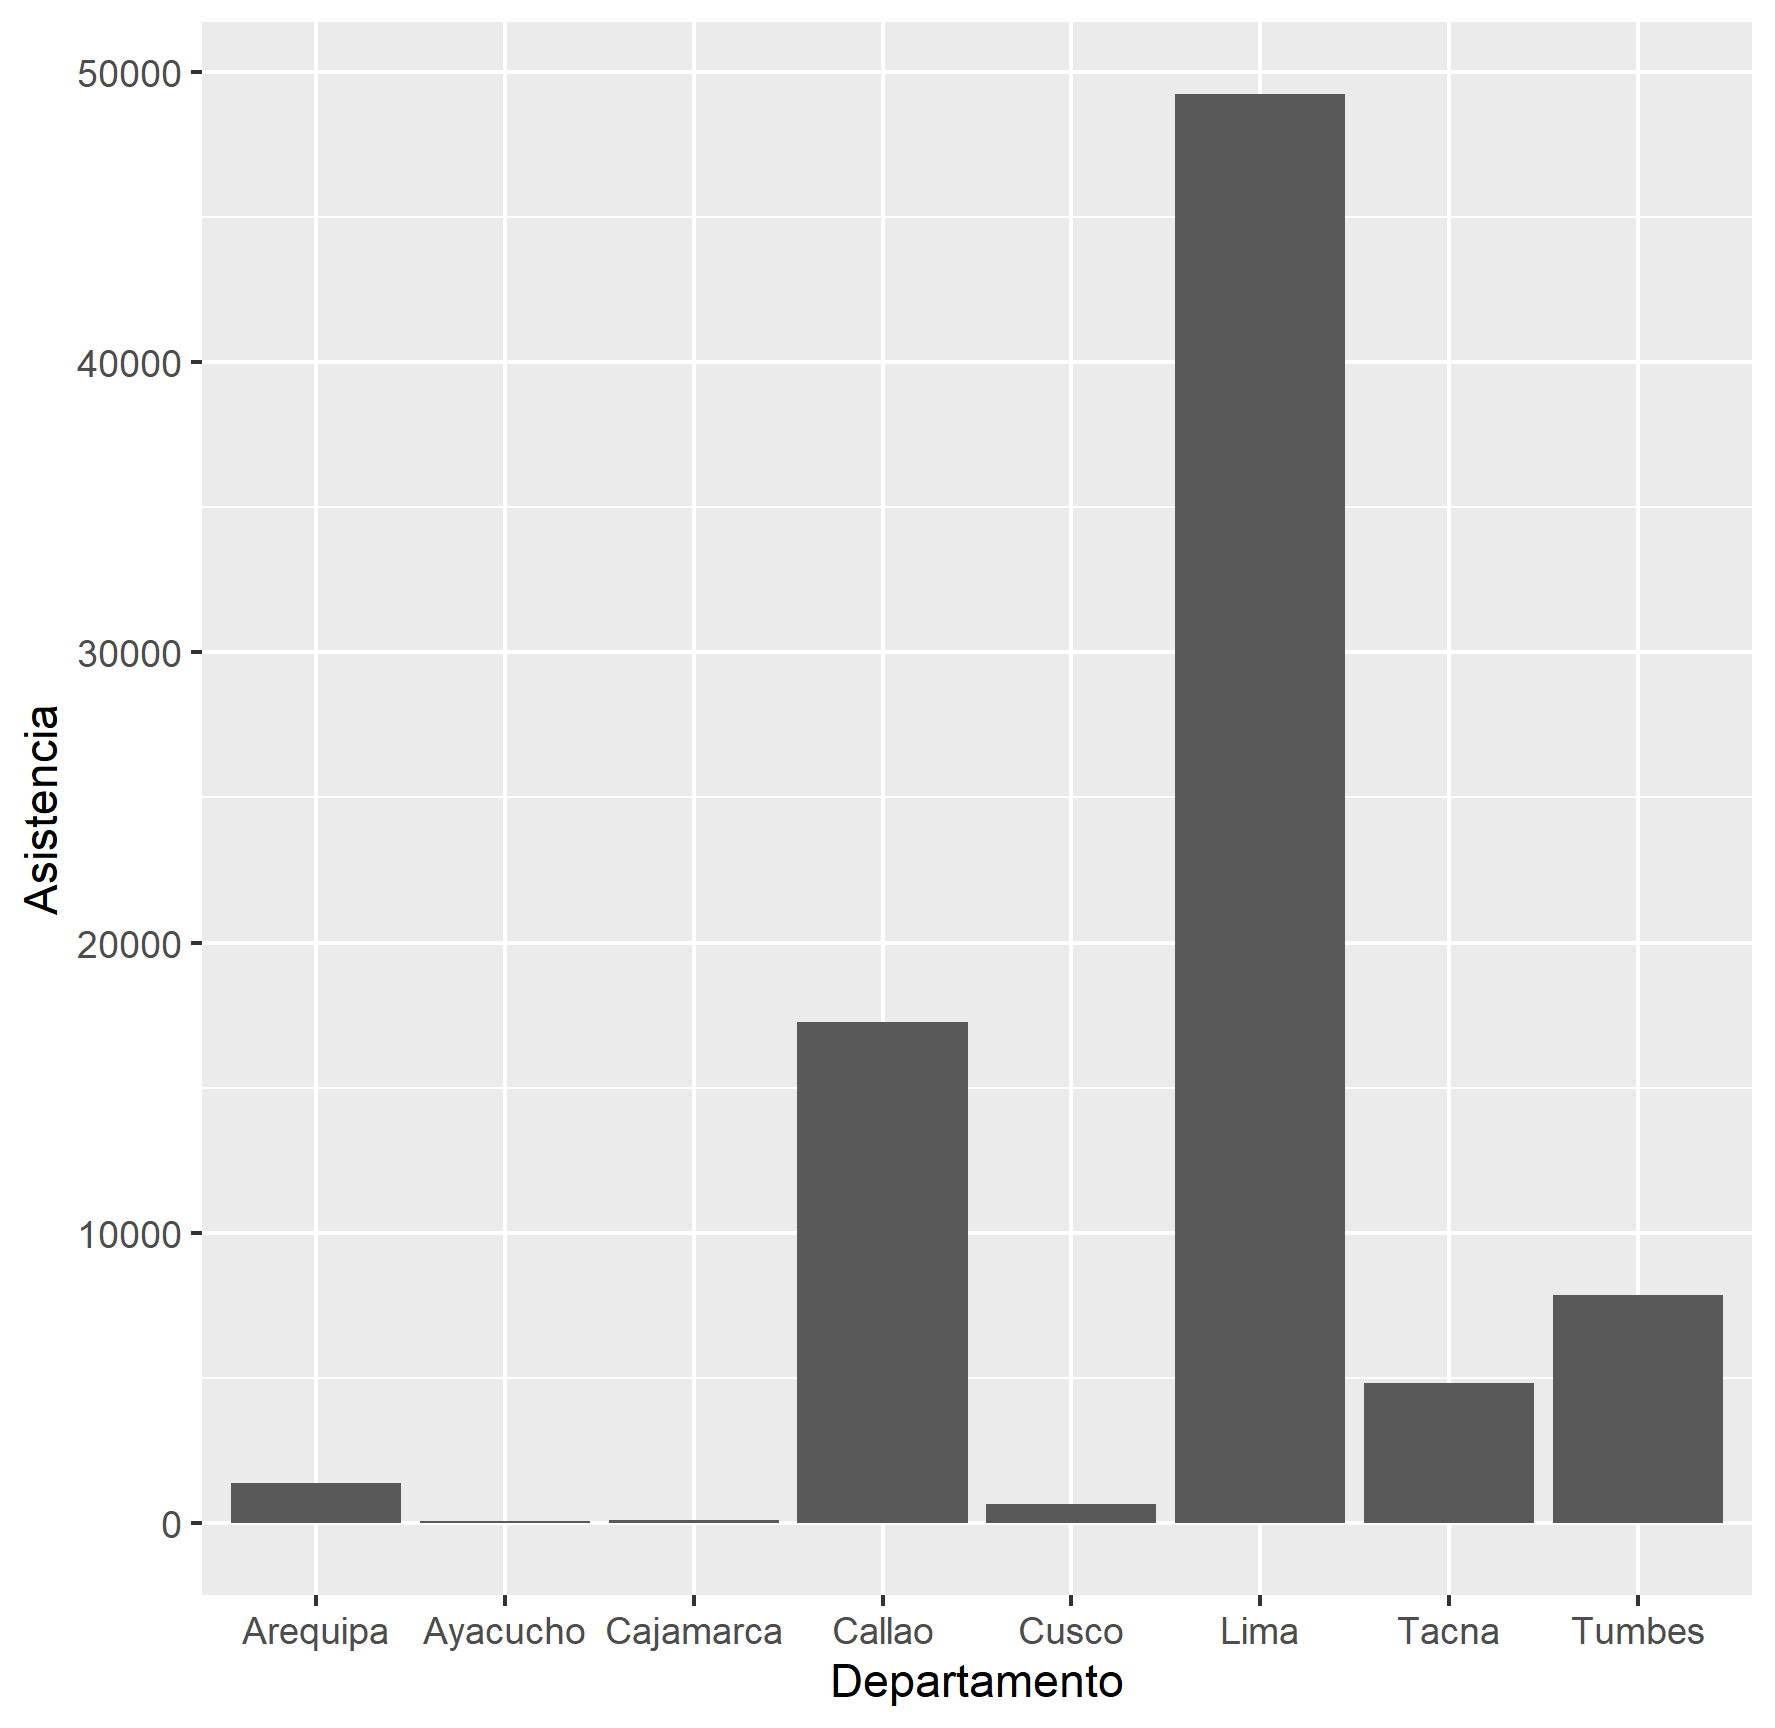 Asistencia
50000
40000
30000
20000
10000
0
Arequipa Ayacucho Cajamarca Callao Cusco Lima Tacna Tumbes
Departamento